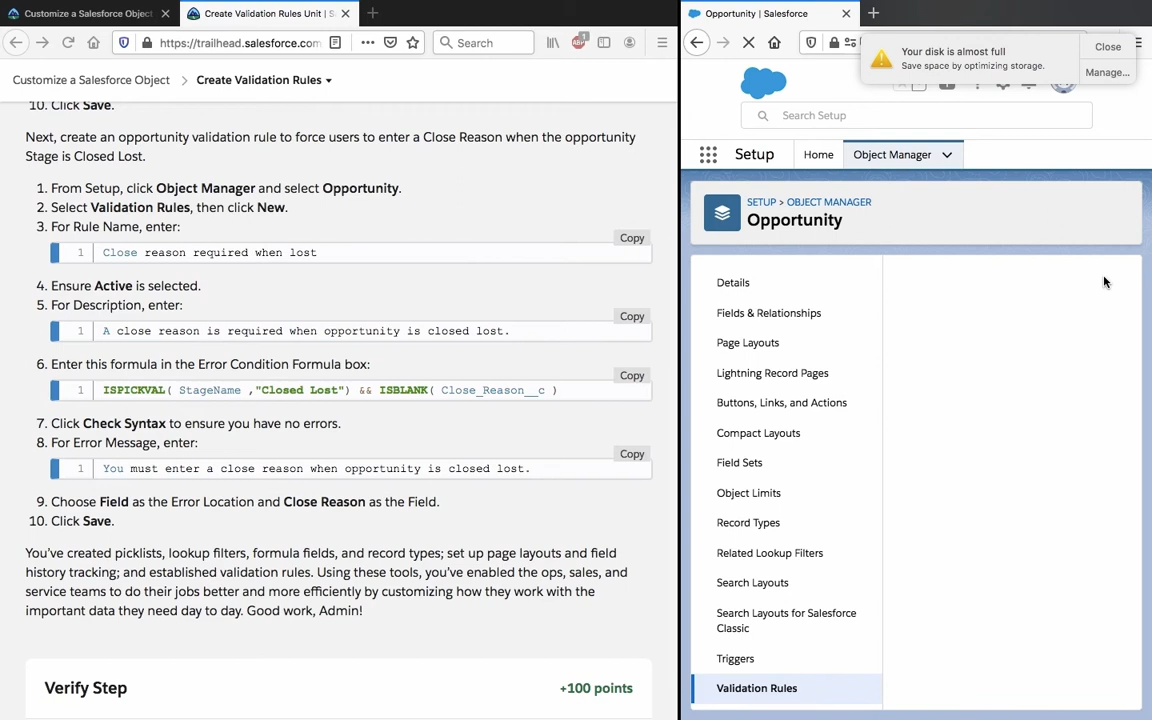 Customize a Salesforce Object
Create Validation Rules Unit | S
https://trailhead.salesforce.com
Search
Customize a Salesforce Object
Create Validation Rules
10. Click Save.
Next, create an opportunity validation rule to force users to enter a Close Reason when the opportunity
Stage is Closed Lost.
1. From Setup, click Object Manager and select Opportunity.
2. Select Validation Rules, then click New.
3. For Rule Name, enter:
Copy
1 Close reason required when lost
4. Ensure Active is selected.
5. For Description, enter:
Copy
1 A close reason is required when opportunity is closed lost.
6. Enter this formula in the Error Condition Formula box:
Copy
1 ISPICKVAL( StageName ,"Closed Lost") && ISBLANK( Close_Reason__c )
7. Click Check Syntax to ensure you have no errors.
8. For Error Message, enter:
Copy
1 You must enter a close reason when opportunity is closed lost.
9. Choose Field as the Error Location and Close Reason as the Field.
10. Click Save.
You've created picklists, lookup filters, formula fields, and record types; set up page layouts and field
history tracking; and established validation rules. Using these tools, you've enabled the ops, sales, and
service teams to do their jobs better and more efficiently by customizing how they work with the
important data they need day to day. Good work, Admin!
Verify Step
+100 points
Opportunity | Salesforce
Your disk is almost full
Save space by optimizing storage.
Close
Manage...
Search Setup
Setup
Home
Object Manager
SETUP > OBJECT MANAGER
Opportunity
Details
Fields & Relationships
Page Layouts
Lightning Record Pages
Buttons, Links, and Actions
Compact Layouts
Field Sets
Object Limits
Record Types
Related Lookup Filters
Search Layouts
Search Layouts for Salesforce
Classic
Triggers
Validation Rules